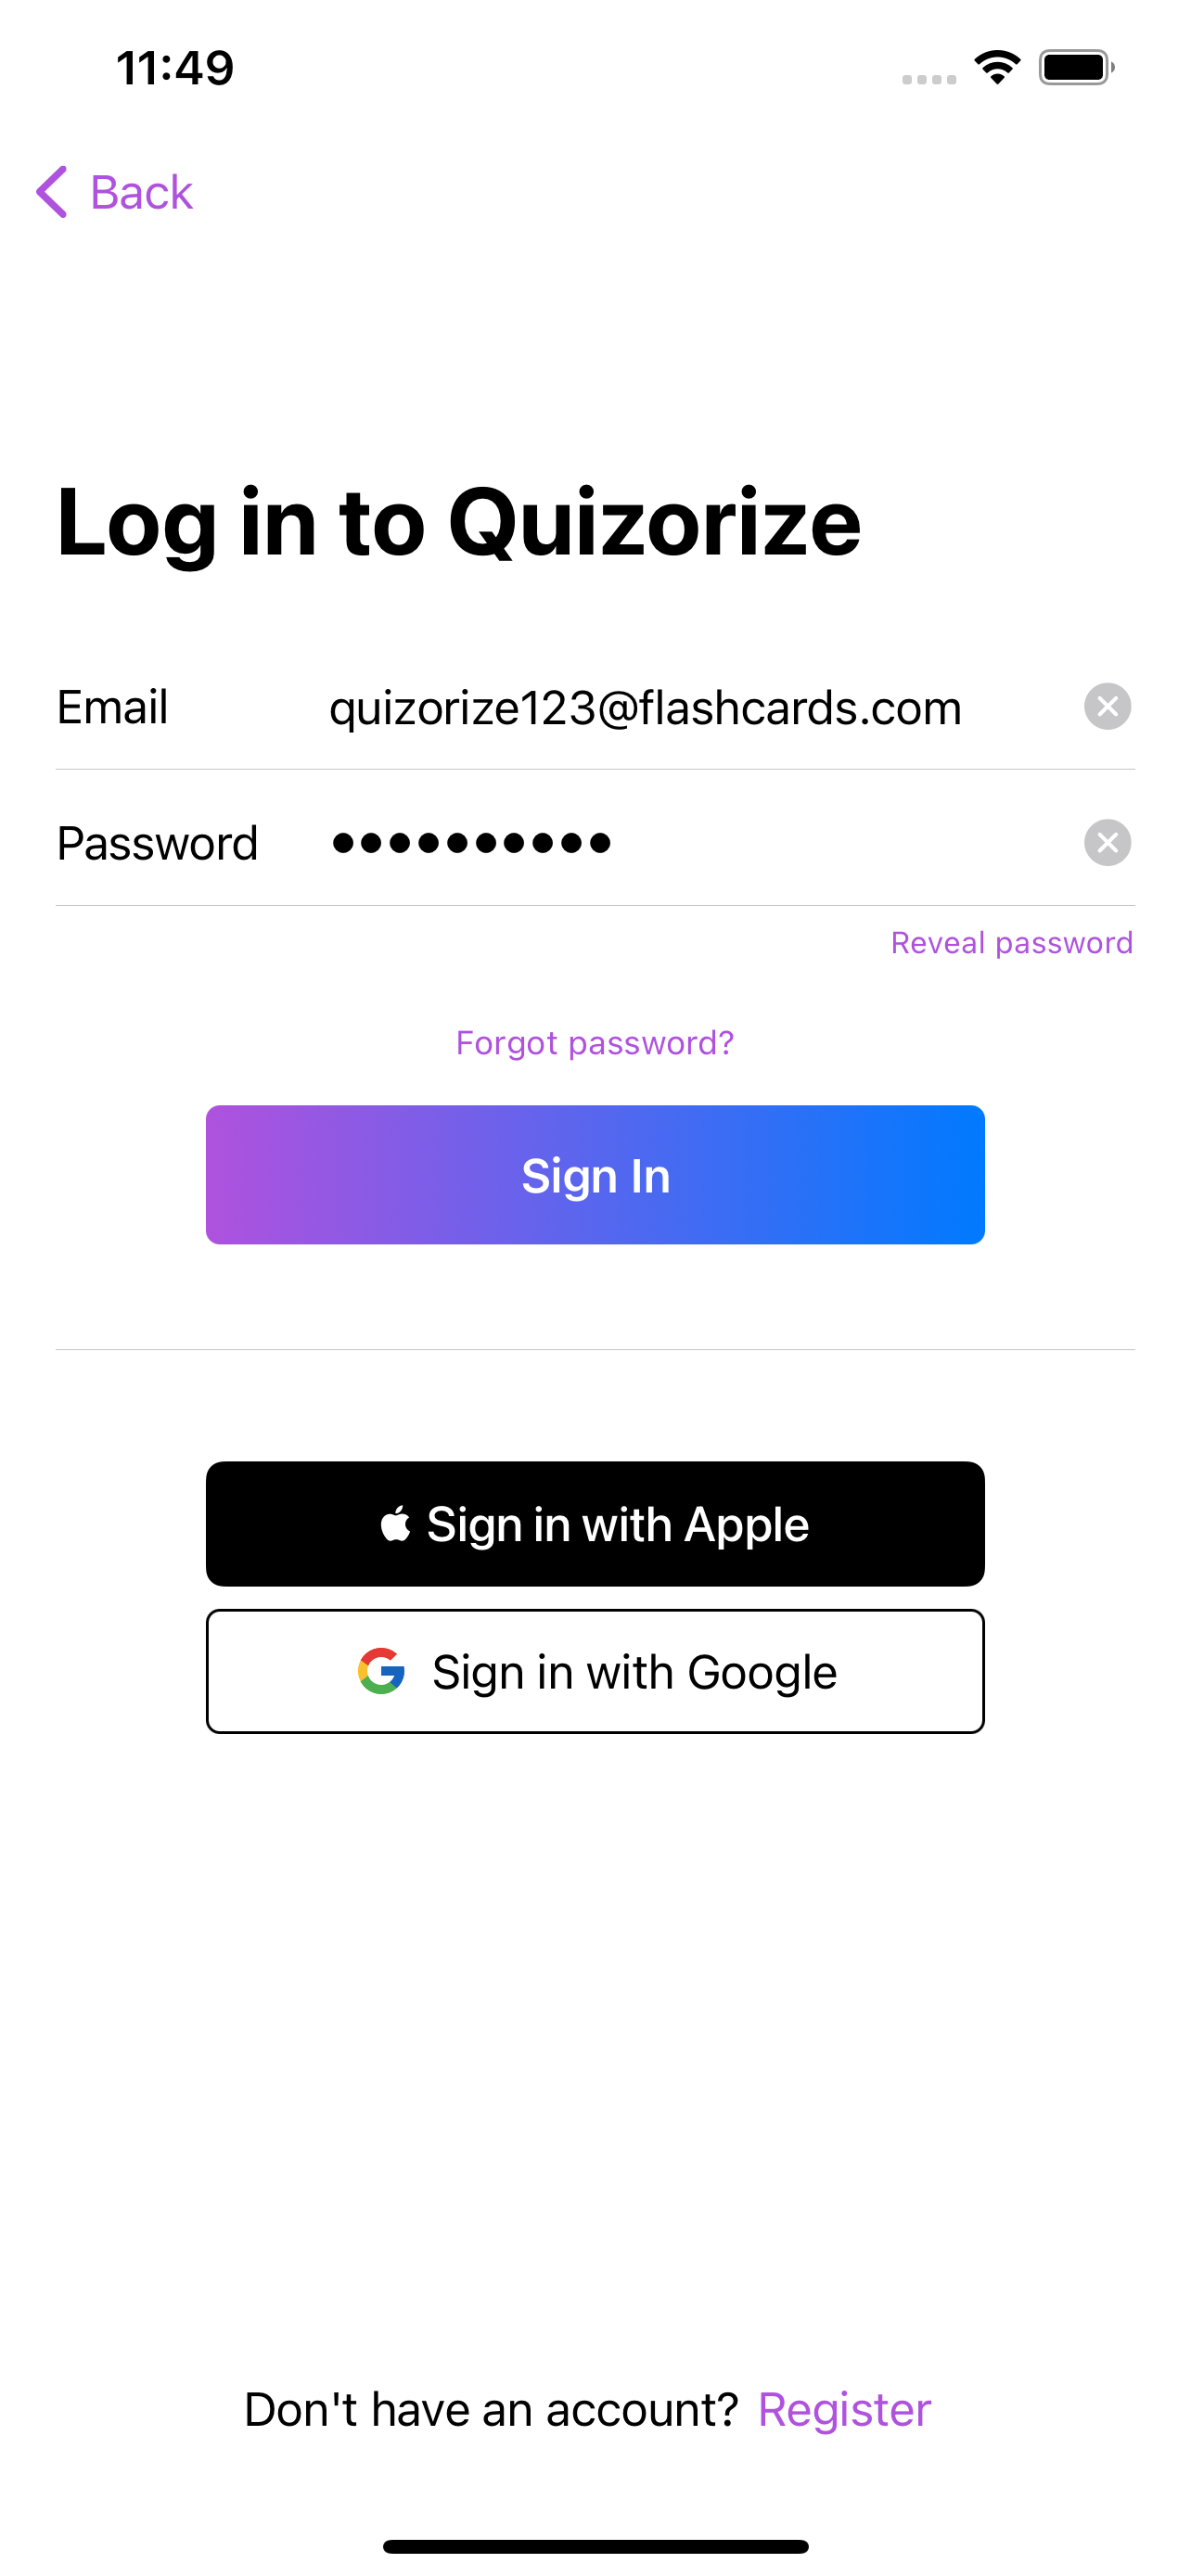 11:49
Back
Log in to Quizorize
Email quizorize123@flashcards.com
Password ●●●●●●●●●●
Reveal password
Forgot password?
Sign In
Sign in with Apple
Sign in with Google
Don't have an account? Register